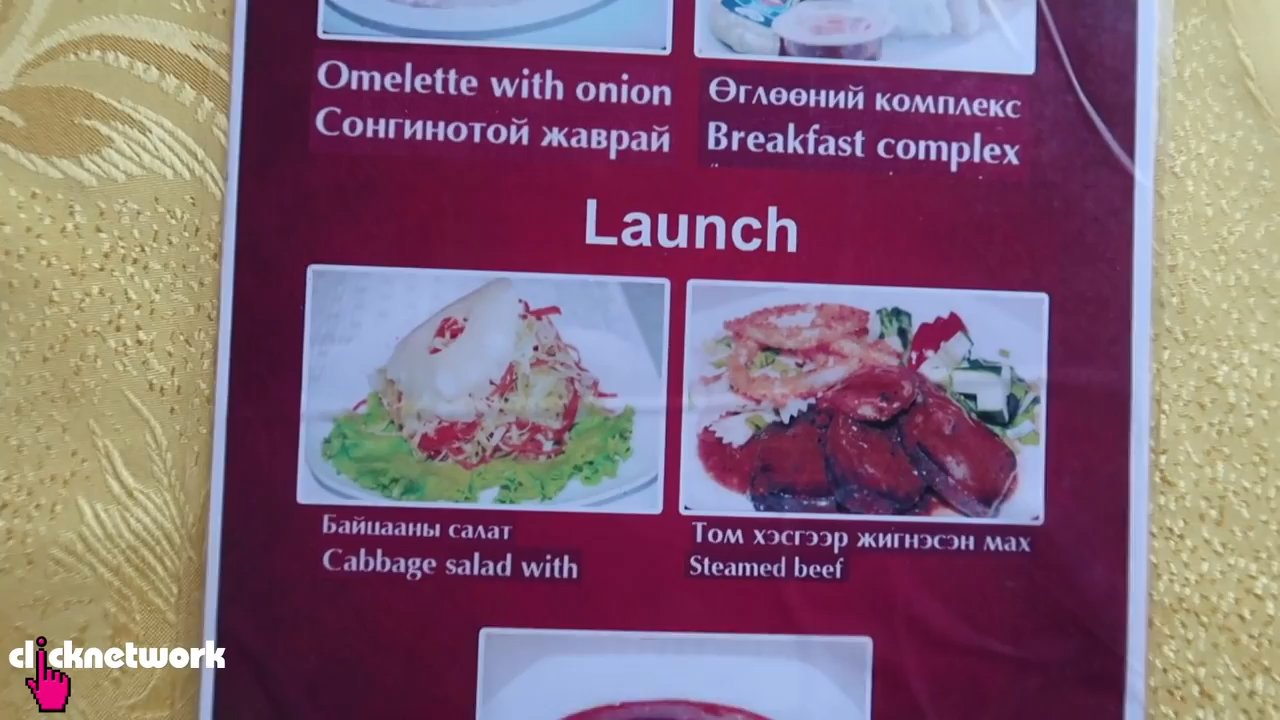 Omelette with onion
Сонгинотой жаврай
Өглөөний комплекс
Breakfast complex
Launch
Байцааны салат
Cabbage salad with
Том хэсгээр жигнэсэн мах
Steamed beef
clicknetwork